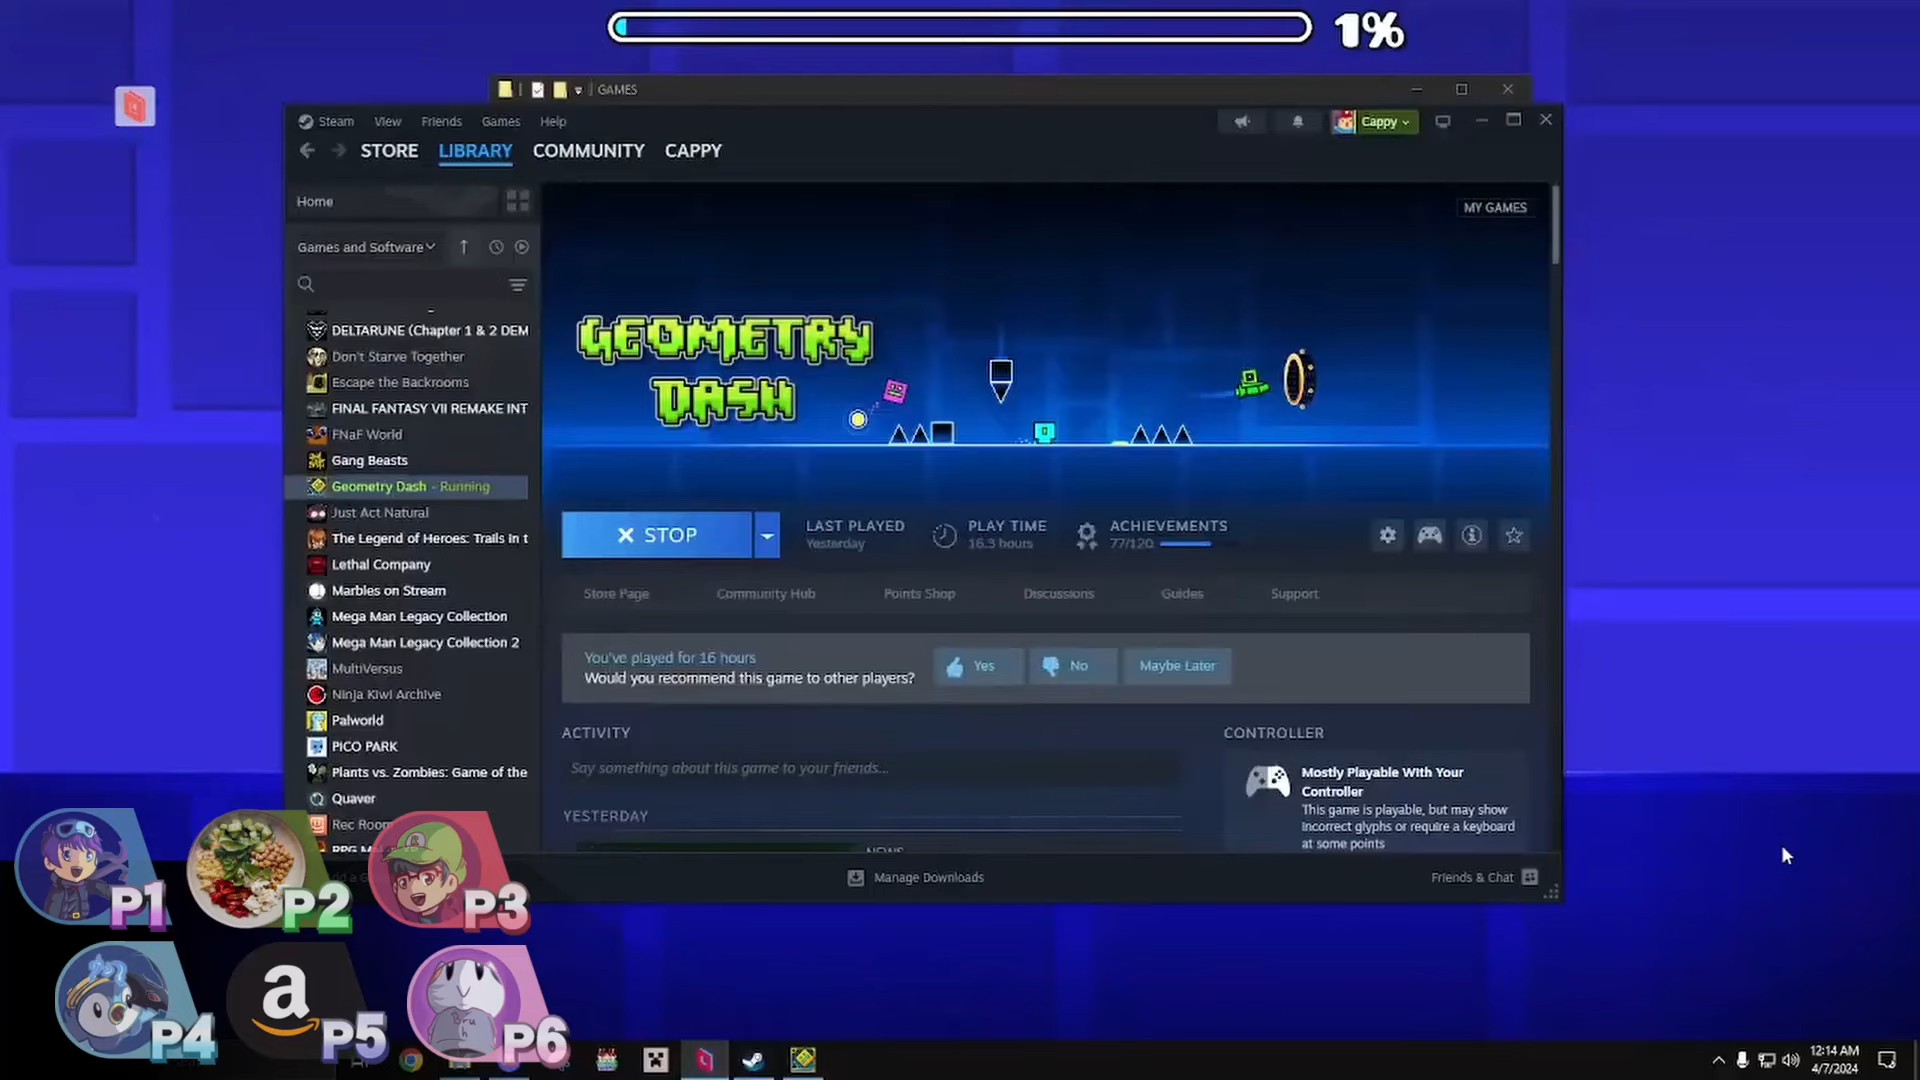 1%
GAMES
Steam View Friends Games Help
Cappy
STORE LIBRARY COMMUNITY CAPPY
Home
MY GAMES
Games and Software
DELTARUNE (Chapter 1 & 2 DEM
Don't Starve Together
Escape the Backrooms
FINAL FANTASY VII REMAKE INT
FNaF World
Gang Beasts
Geometry Dash - Running
Just Act Natural
The Legend of Heroes: Trails in t
Lethal Company
Marbles on Stream
Mega Man Legacy Collection
Mega Man Legacy Collection 2
MultiVersus
Ninja Kiwi Archive
Palworld
PICO PARK
Plants vs. Zombies: Game of the
Quaver
Rec Room
GEOMETRY
DASH
STOP
LAST PLAYED
Yesterday
PLAY TIME
16.3 hours
ACHIEVEMENTS
77/120
Store Page Community Hub Points Shop Discussions Guides Support
You've played for 16 hours
Would you recommend this game to other players?
Yes No Maybe Later
ACTIVITY
Say something about this game to your friends...
YESTERDAY
NEWS
CONTROLLER
Mostly Playable With Your
Controller
This game is playable, but may show
incorrect glyphs or require a keyboard
at some points
Manage Downloads
Friends & Chat
P1 P2 P3
P4 a P5 P6
Bru
h
12:14 AM
4/7/2024